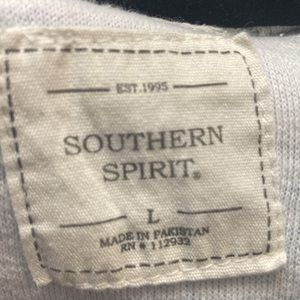 EST. 1995
SOUTHERN
SPIRIT®
L
MADE IN PAKISTAN
RN # 112932